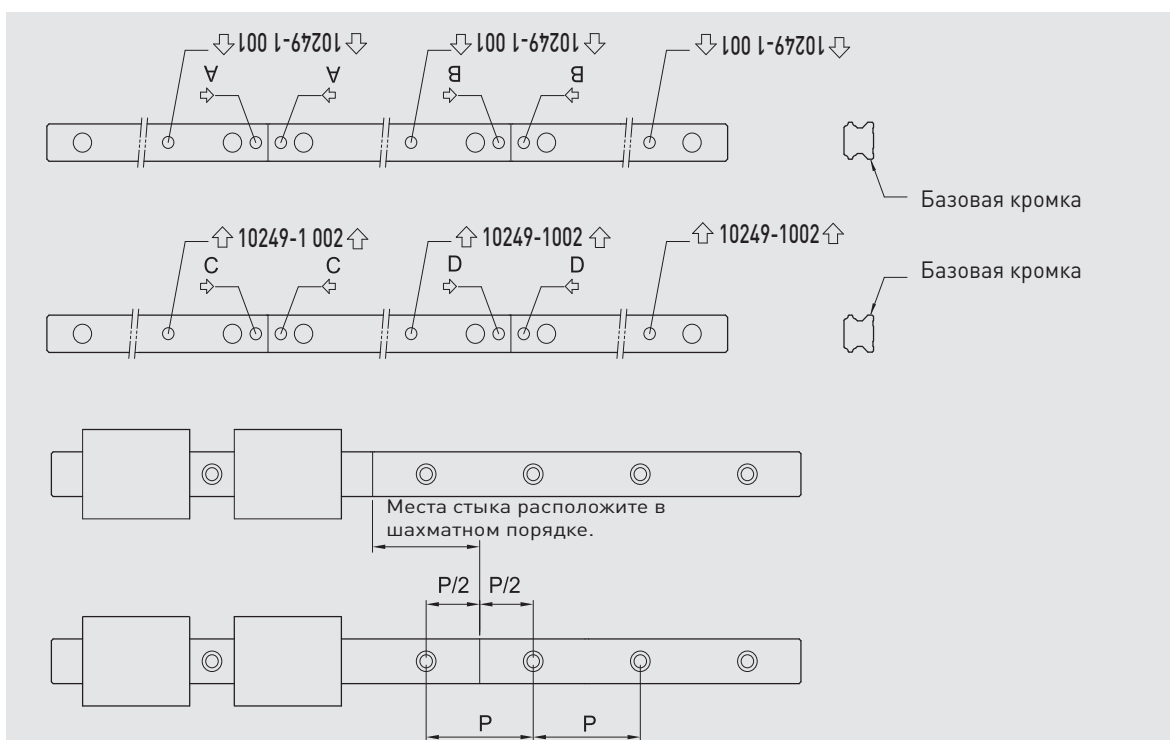 10249-1 001 10249-1 001 10249-1 001
A A B B
Базовая кромка
10249-1 002 10249-1002 10249-1002
C C D D
Базовая кромка
Места стыка расположите в
шахматном порядке.
P/2 P/2
P P